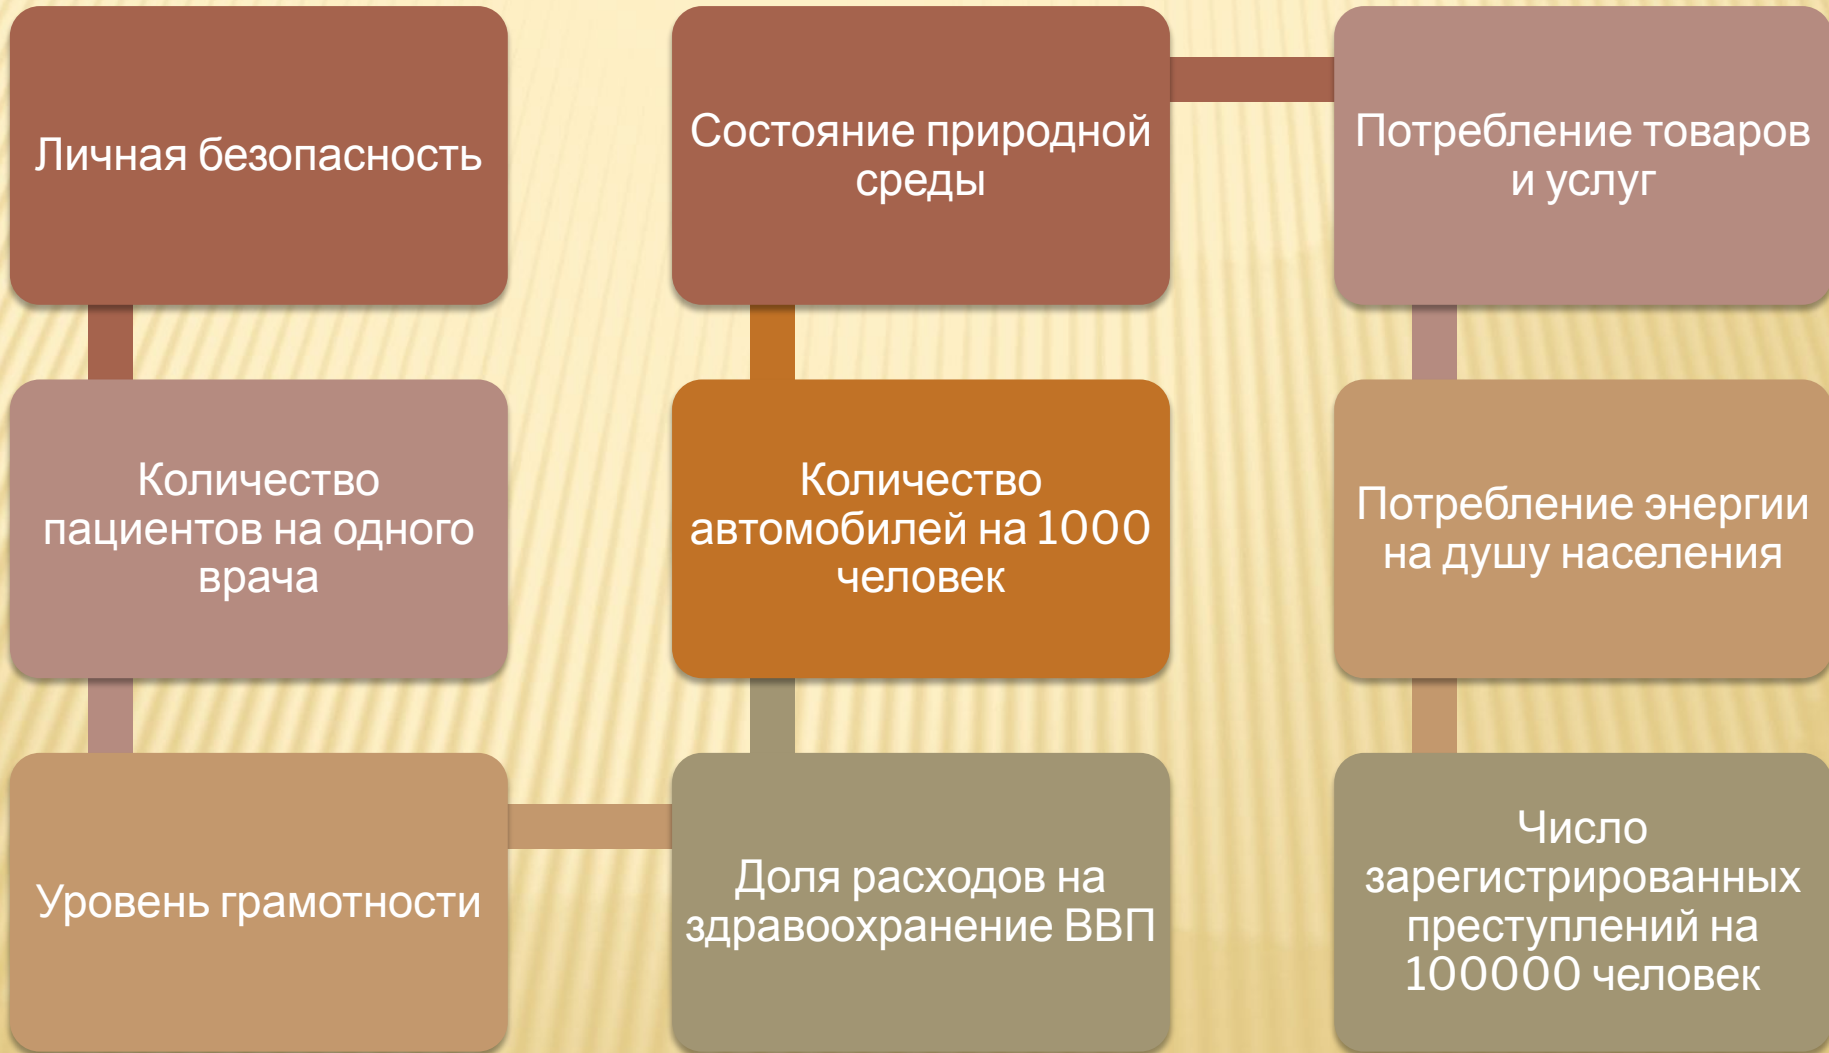 Личная безопасность
Состояние природной
среды
Потребление товаров
и услуг
Количество
пациентов на одного
врача
Количество
автомобилей на 1000
человек
Потребление энергии
на душу населения
Уровень грамотности
Доля расходов на
здравоохранение ВВП
Число
зарегистрированных
преступлений на
100000 человек